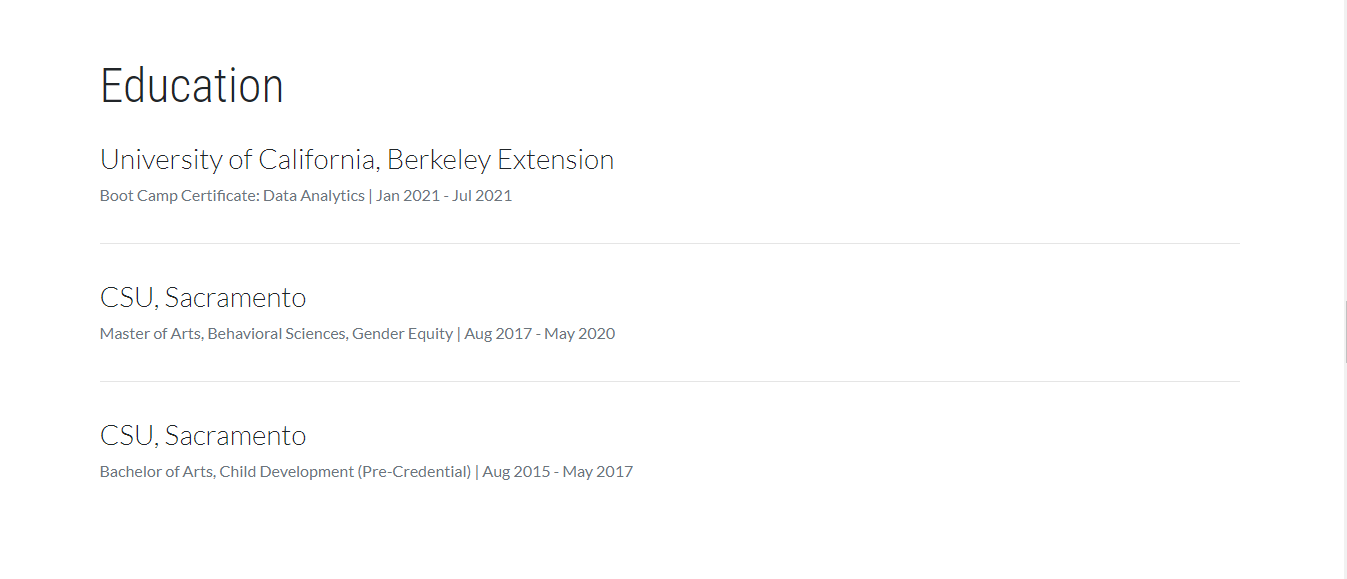 Education
University of California, Berkeley Extension
Boot Camp Certificate: Data Analytics | Jan 2021 - Jul 2021
CSU, Sacramento
Master of Arts, Behavioral Sciences, Gender Equity | Aug 2017 - May 2020
CSU, Sacramento
Bachelor of Arts, Child Development (Pre-Credential) | Aug 2015 - May 2017